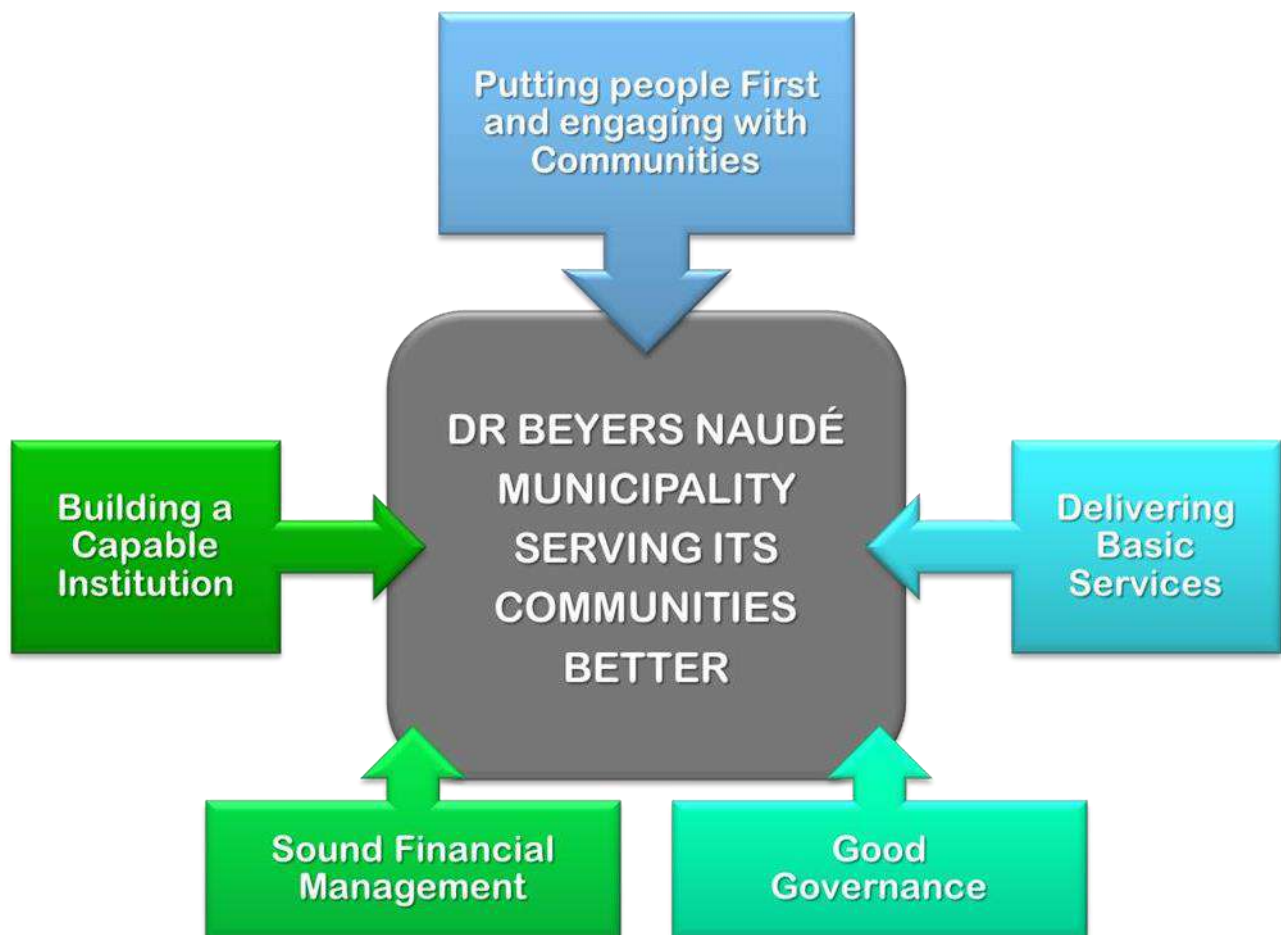 Putting people First
and engaging with
Communities
DR BEYERS NAUDÉ
MUNICIPALITY
SERVING ITS
COMMUNITIES
BETTER
Building a
Capable
Institution
Delivering
Basic
Services
Sound Financial
Management
Good
Governance